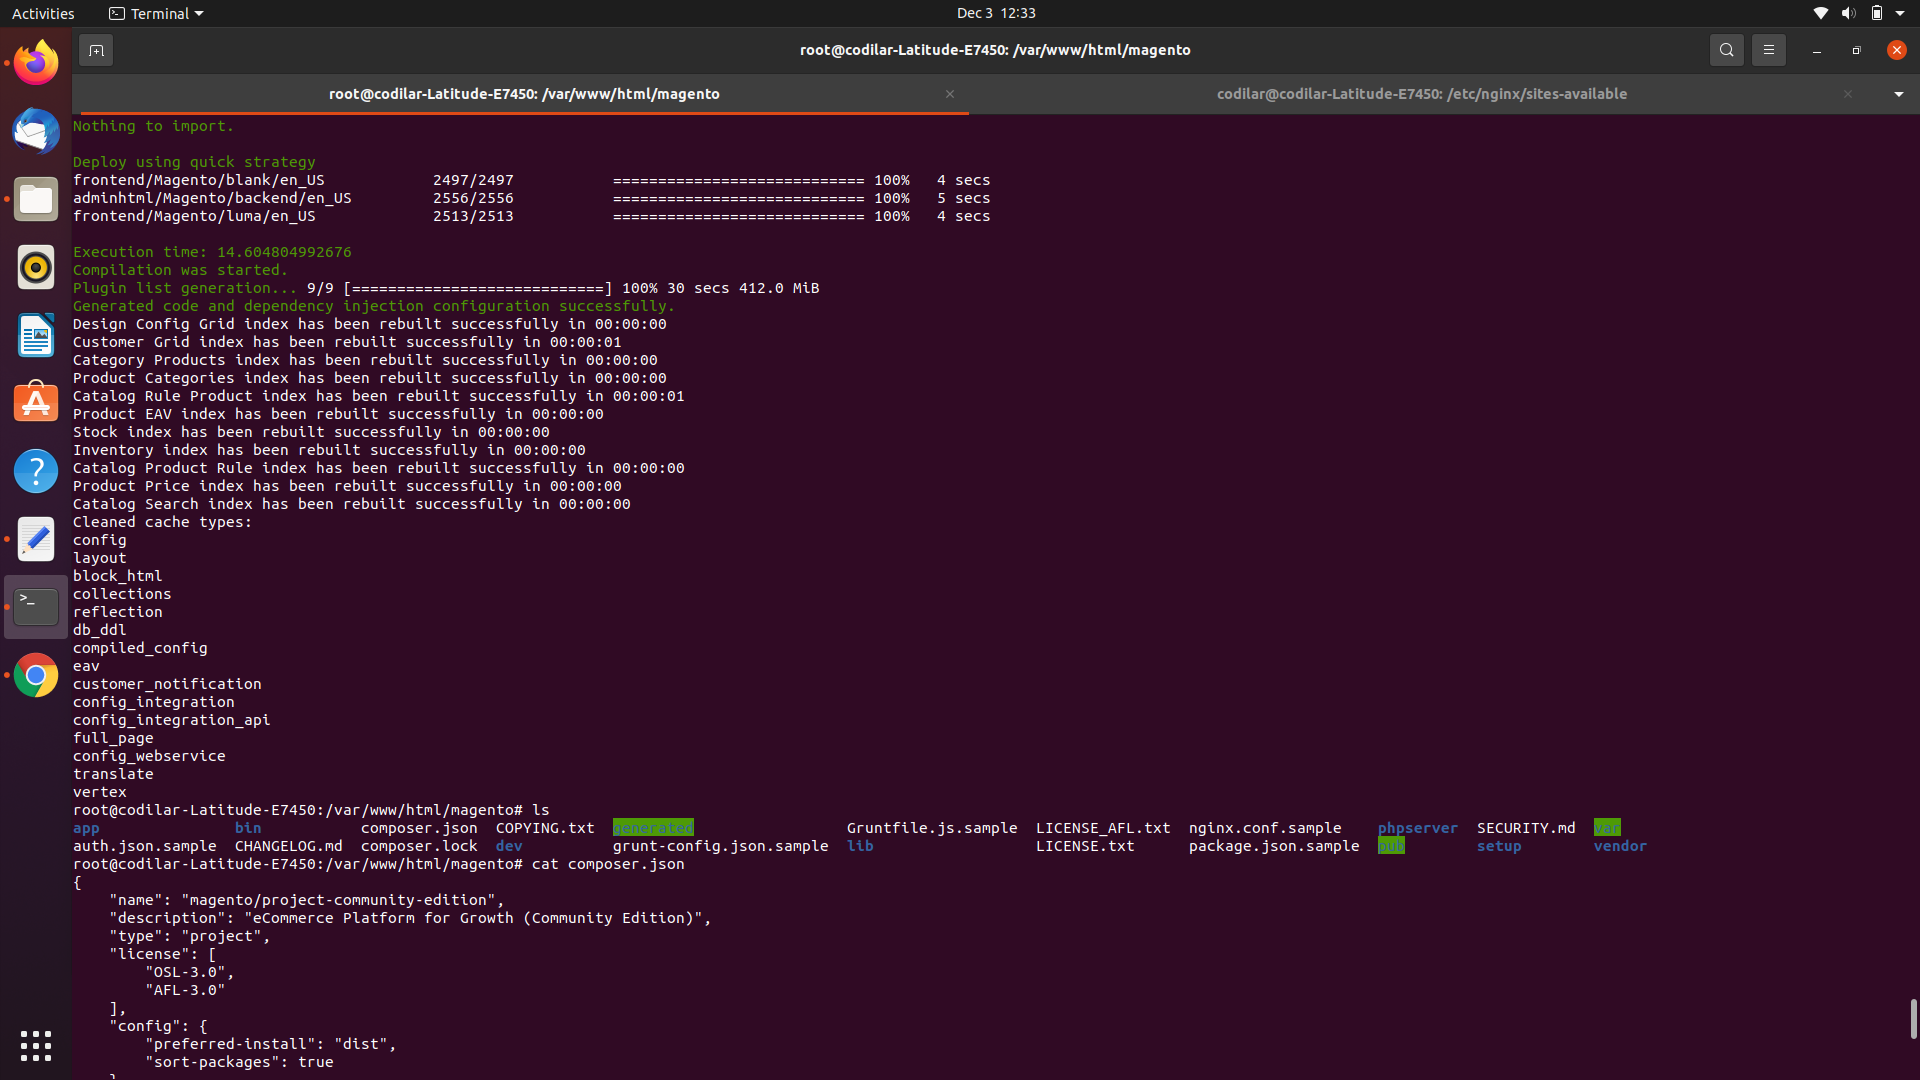 Activities
Terminal
Dec 3 12:33
root@codilar-Latitude-E7450: /var/www/html/magento
root@codilar-Latitude-E7450: /var/www/html/magento
codilar@codilar-Latitude-E7450: /etc/nginx/sites-available
Nothing to import.
Deploy using quick strategy
frontend/Magento/blank/en_US            2497/2497           ============================ 100%   4 secs
adminhtml/Magento/backend/en_US         2556/2556           ============================ 100%   5 secs
frontend/Magento/luma/en_US             2513/2513           ============================ 100%   4 secs
Execution time: 14.604804992676
Compilation was started.
Plugin list generation... 9/9 [============================] 100% 30 secs 412.0 MiB
Generated code and dependency injection configuration successfully.
Design Config Grid index has been rebuilt successfully in 00:00:00
Customer Grid index has been rebuilt successfully in 00:00:01
Category Products index has been rebuilt successfully in 00:00:00
Product Categories index has been rebuilt successfully in 00:00:00
Catalog Rule Product index has been rebuilt successfully in 00:00:01
Product EAV index has been rebuilt successfully in 00:00:00
Stock index has been rebuilt successfully in 00:00:00
Inventory index has been rebuilt successfully in 00:00:00
Catalog Product Rule index has been rebuilt successfully in 00:00:00
Product Price index has been rebuilt successfully in 00:00:00
Catalog Search index has been rebuilt successfully in 00:00:00
Cleaned cache types:
config
layout
block_html
collections
reflection
db_ddl
compiled_config
eav
customer_notification
config_integration
config_integration_api
full_page
config_webservice
translate
vertex
root@codilar-Latitude-E7450:/var/www/html/magento# ls
app               bin           composer.json  COPYING.txt  generated                 Gruntfile.js.sample  LICENSE_AFL.txt  nginx.conf.sample    phpserver  SECURITY.md  var
auth.json.sample  CHANGELOG.md  composer.lock  dev          grunt-config.json.sample  lib                  LICENSE.txt      package.json.sample  pub        setup        vendor
root@codilar-Latitude-E7450:/var/www/html/magento# cat composer.json
{
    "name": "magento/project-community-edition",
    "description": "eCommerce Platform for Growth (Community Edition)",
    "type": "project",
    "license": [
        "OSL-3.0",
        "AFL-3.0"
    ],
    "config": {
        "preferred-install": "dist",
        "sort-packages": true